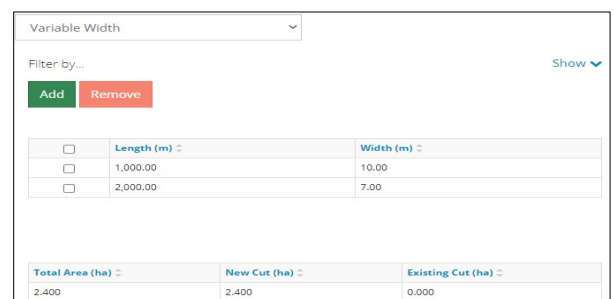 Variable Width
Filter by... Show
Add Remove
Length (m) Width (m)
1,000.00 10.00
2,000.00 7.00
Total Area (ha) New Cut (ha) Existing Cut (ha)
2.400 2.400 0.000